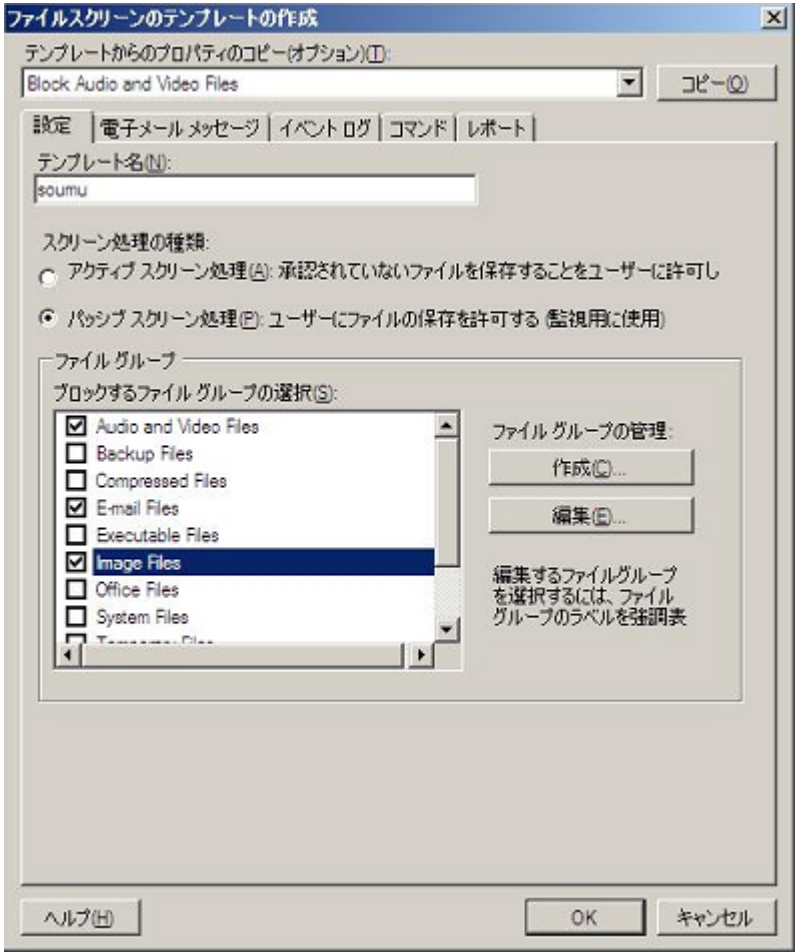 ファイルスクリーンのテンプレートの作成
テンプレートからのプロパティのコピー(オプション)(T):
Block Audio and Video Files
コピー(O)
設定 電子メール メッセージ イベント ログ コマンド レポート
テンプレート名(N):
soumu
スクリーン処理の種類:
アクティブ スクリーン処理(A): 承認されていないファイルを保存することをユーザーに許可し
パッシブ スクリーン処理(P): ユーザーにファイルの保存を許可する (監視用に使用)
ファイル グループ
ブロックするファイル グループの選択(S):
Audio and Video Files
Backup Files
Compressed Files
E-mail Files
Executable Files
Image Files
Office Files
System Files
Temporary Files
ファイル グループの管理:
作成(C)...
編集(E)...
編集するファイルグループ
を選択するには、ファイル
グループのラベルを強調表
ヘルプ(H)
OK
キャンセル